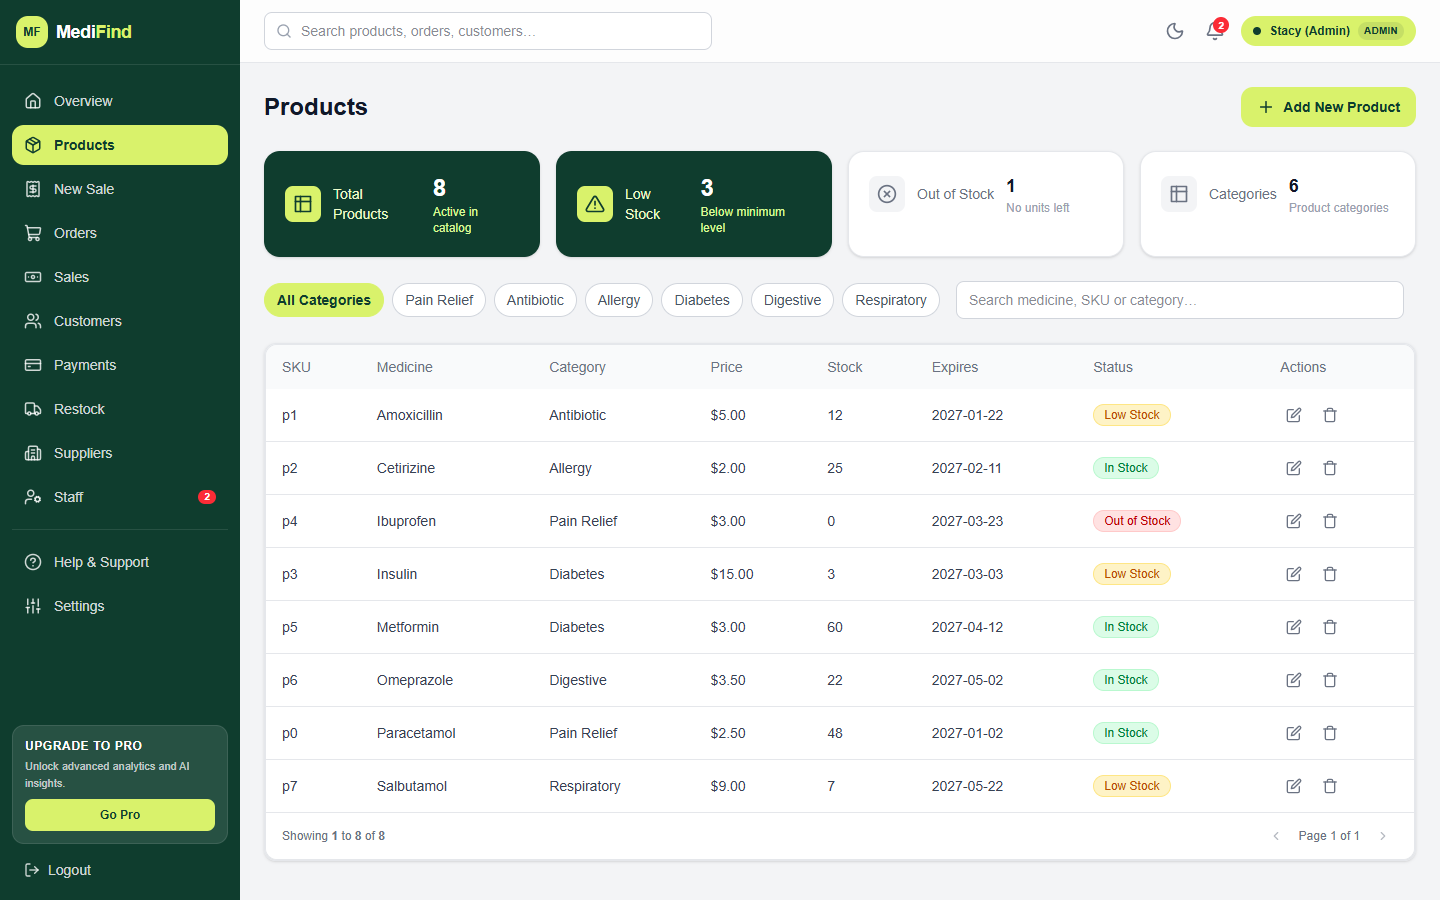 MF MediFind
Overview
Products
New Sale
Orders
Sales
Customers
Payments
Restock
Suppliers
Staff 2
Help & Support
Settings
UPGRADE TO PRO
Unlock advanced analytics and AI
insights.
Go Pro
Logout
Search products, orders, customers...
2
Stacy (Admin) ADMIN
Products
Add New Product
Total
Products
8
Active in
catalog
Low
Stock
3
Below minimum
level
Out of Stock
1
No units left
Categories
6
Product categories
All Categories Pain Relief Antibiotic Allergy Diabetes Digestive Respiratory
Search medicine, SKU or category...
SKU Medicine Category Price Stock Expires Status Actions
p1 Amoxicillin Antibiotic $5.00 12 2027-01-22 Low Stock
p2 Cetirizine Allergy $2.00 25 2027-02-11 In Stock
p4 Ibuprofen Pain Relief $3.00 0 2027-03-23 Out of Stock
p3 Insulin Diabetes $15.00 3 2027-03-03 Low Stock
p5 Metformin Diabetes $3.00 60 2027-04-12 In Stock
p6 Omeprazole Digestive $3.50 22 2027-05-02 In Stock
p0 Paracetamol Pain Relief $2.50 48 2027-01-02 In Stock
p7 Salbutamol Respiratory $9.00 7 2027-05-22 Low Stock
Showing 1 to 8 of 8
Page 1 of 1